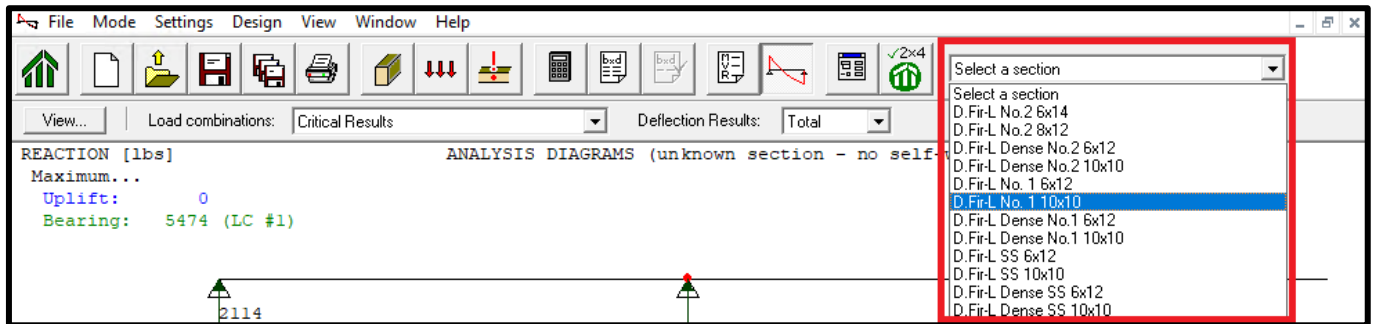 File Mode Settings Design View Window Help
2x4
Select a section
View... Load combinations: Critical Results Deflection Results: Total
REACTION [lbs] ANALYSIS DIAGRAMS (unknown section - no self-
Maximum...
Uplift: 0
Bearing: 5474 (LC #1)
2114
Select a section
D.Fir-L No.2 6x14
D.Fir-L No.2 8x12
D.Fir-L Dense No.2 6x12
D.Fir-L Dense No.2 10x10
D.Fir-L No. 1 6x12
D.Fir-L No. 1 10x10
D.Fir-L Dense No.1 6x12
D.Fir-L Dense No.1 10x10
D.Fir-L SS 6x12
D.Fir-L SS 10x10
D.Fir-L Dense SS 6x12
D.Fir-L Dense SS 10x10